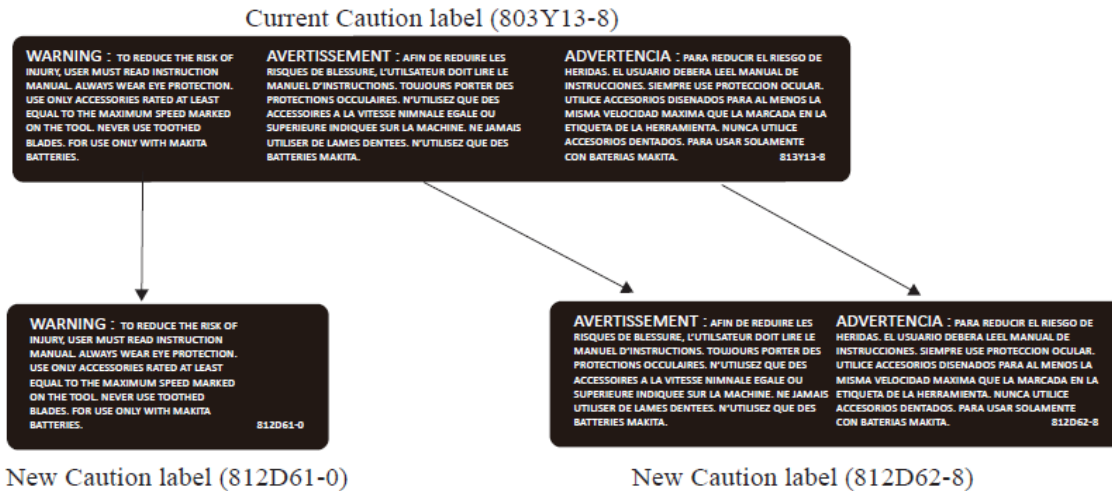 Current Caution label (803Y13-8)
WARNING : TO REDUCE THE RISK OF
INJURY, USER MUST READ INSTRUCTION
MANUAL. ALWAYS WEAR EYE PROTECTION.
USE ONLY ACCESSORIES RATED AT LEAST
EQUAL TO THE MAXIMUM SPEED MARKED
ON THE TOOL. NEVER USE TOOTHED
BLADES. FOR USE ONLY WITH MAKITA
BATTERIES.
AVERTISSEMENT : AFIN DE REDUIRE LES
RISQUES DE BLESSURE, L'UTILSATEUR DOIT LIRE LE
MANUEL D'INSTRUCTIONS. TOUJOURS PORTER DES
PROTECTIONS OCCULAIRES. N'UTILISEZ QUE DES
ACCESSOIRES A LA VITESSE NIMNALE EGALE OU
SUPERIEURE INDIQUEE SUR LA MACHINE. NE JAMAIS
UTILISER DE LAMES DENTEES. N'UTILISEZ QUE DES
BATTERIES MAKITA.
ADVERTENCIA : PARA REDUCIR EL RIESGO DE
HERIDAS. EL USUARIO DEBERA LEEL MANUAL DE
INSTRUCCIONES. SIEMPRE USE PROTECCION OCULAR.
UTILICE ACCESORIOS DISENADOS PARA AL MENOS LA
MISMA VELOCIDAD MAXIMA QUE LA MARCADA EN LA
ETIQUETA DE LA HERRAMIENTA. NUNCA UTILICE
ACCESORIOS DENTADOS. PARA USAR SOLAMENTE
CON BATERIAS MAKITA. 813Y13-8
WARNING : TO REDUCE THE RISK OF
INJURY, USER MUST READ INSTRUCTION
MANUAL. ALWAYS WEAR EYE PROTECTION.
USE ONLY ACCESSORIES RATED AT LEAST
EQUAL TO THE MAXIMUM SPEED MARKED
ON THE TOOL. NEVER USE TOOTHED
BLADES. FOR USE ONLY WITH MAKITA
BATTERIES. 812D61-0
AVERTISSEMENT : AFIN DE REDUIRE LES
RISQUES DE BLESSURE, L'UTILSATEUR DOIT LIRE LE
MANUEL D'INSTRUCTIONS. TOUJOURS PORTER DES
PROTECTIONS OCCULAIRES. N'UTILISEZ QUE DES
ACCESSOIRES A LA VITESSE NIMNALE EGALE OU
SUPERIEURE INDIQUEE SUR LA MACHINE. NE JAMAIS
UTILISER DE LAMES DENTEES. N'UTILISEZ QUE DES
BATTERIES MAKITA.
ADVERTENCIA : PARA REDUCIR EL RIESGO DE
HERIDAS. EL USUARIO DEBERA LEEL MANUAL DE
INSTRUCCIONES. SIEMPRE USE PROTECCION OCULAR.
UTILICE ACCESORIOS DISENADOS PARA AL MENOS LA
MISMA VELOCIDAD MAXIMA QUE LA MARCADA EN LA
ETIQUETA DE LA HERRAMIENTA. NUNCA UTILICE
ACCESORIOS DENTADOS. PARA USAR SOLAMENTE
CON BATERIAS MAKITA. 812D62-8
New Caution label (812D61-0)
New Caution label (812D62-8)